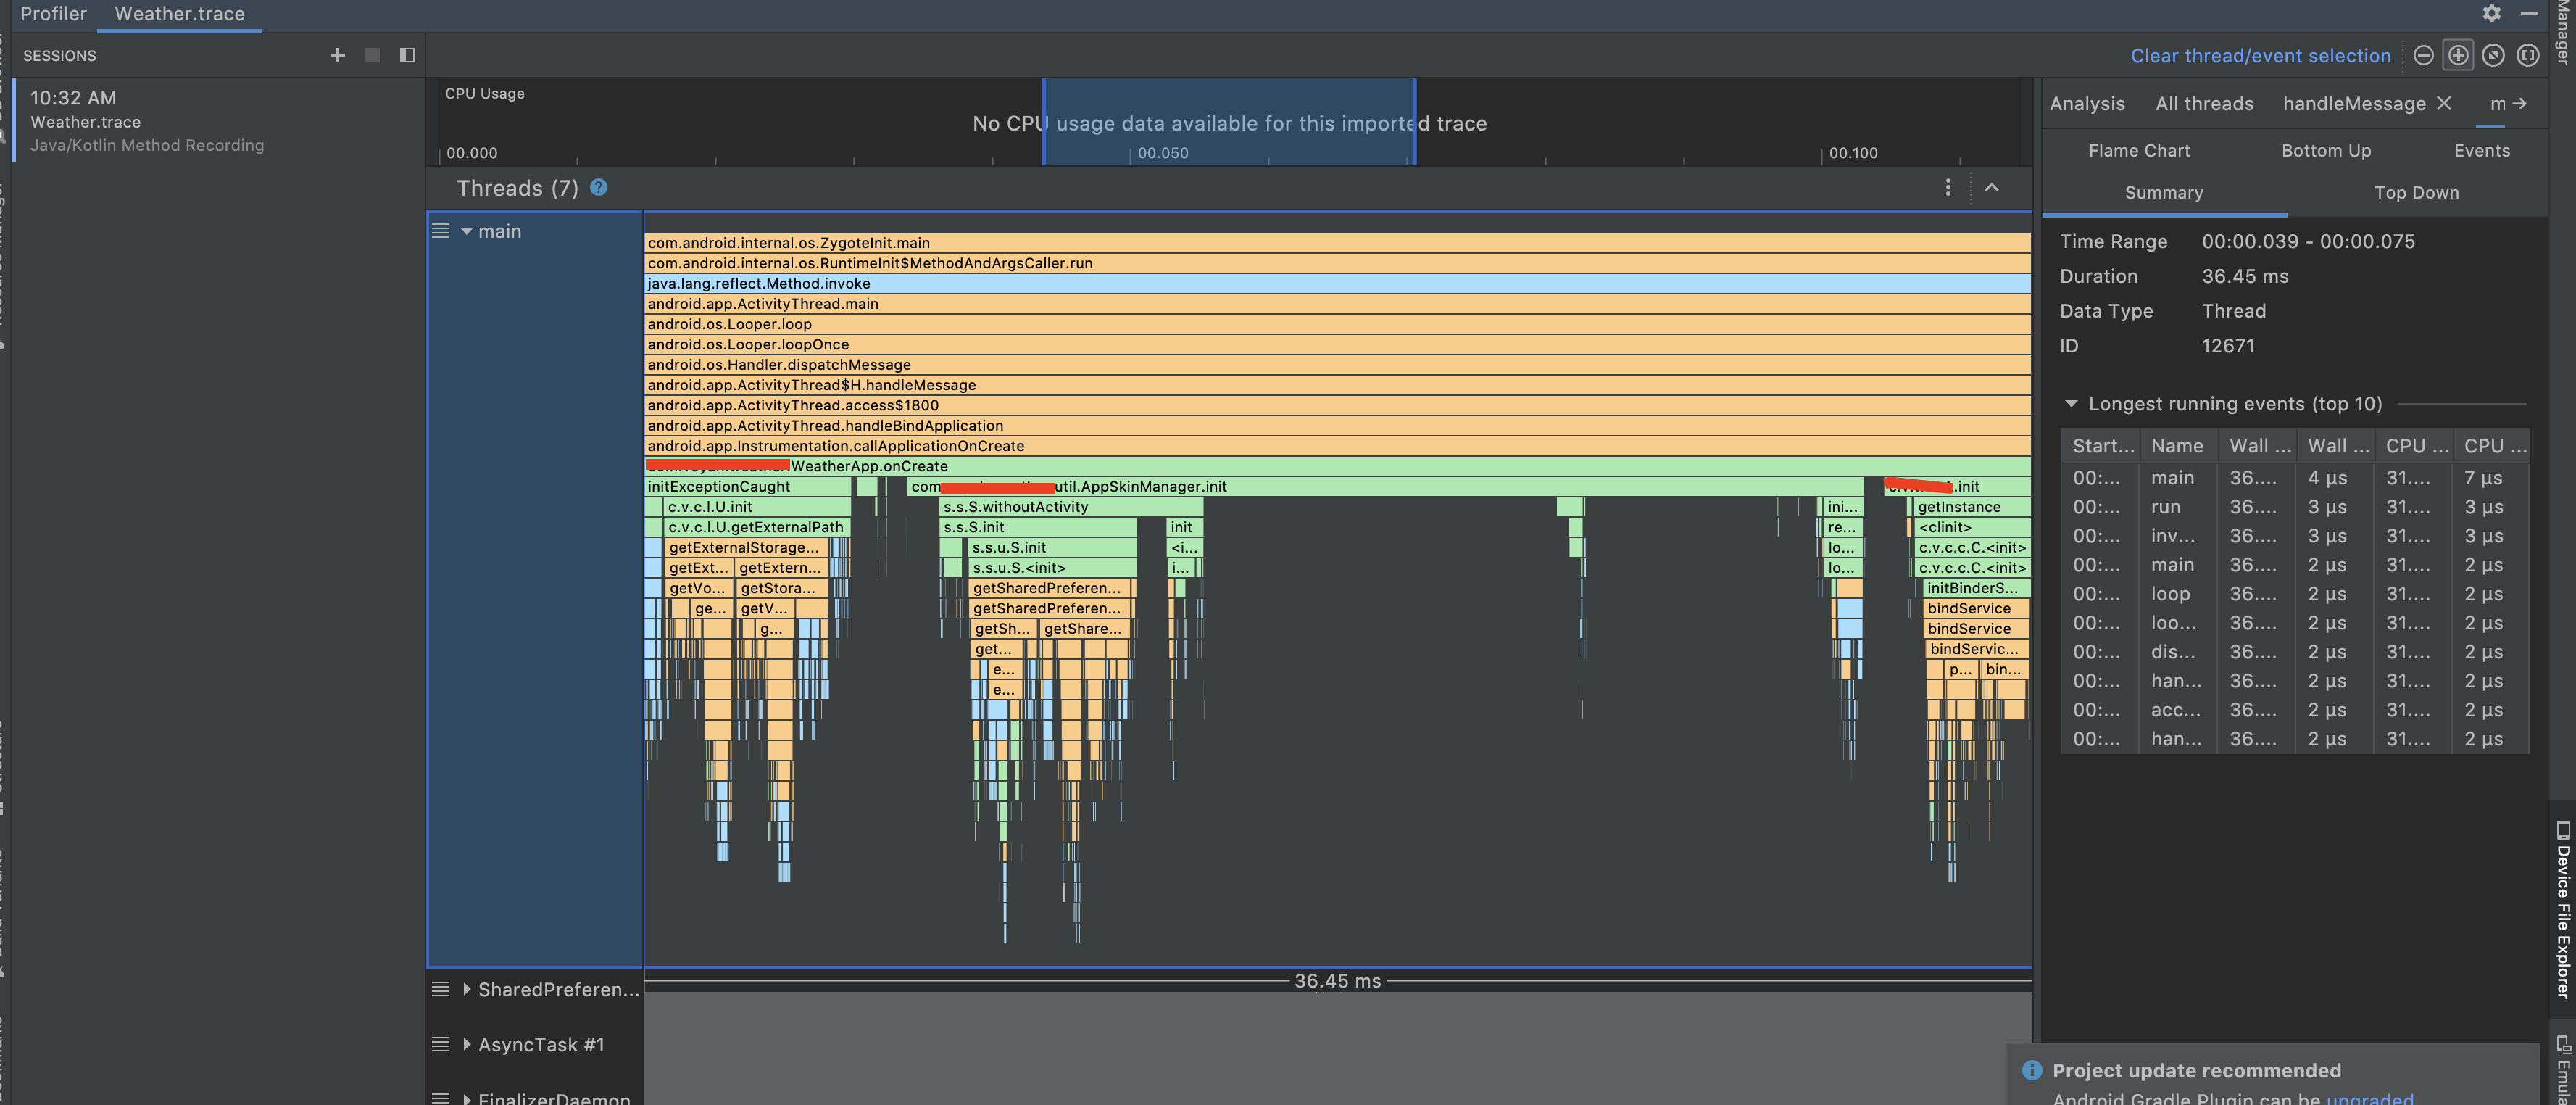 Profiler
Weather.trace
SESSIONS
Clear thread/event selection
10:32 AM
Weather.trace
Java/Kotlin Method Recording
CPU Usage
No CPU usage data available for this imported trace
00.000
00.050
00.100
Threads (7)
main
com.android.internal.os.ZygoteInit.main
com.android.internal.os.RuntimeInit$MethodAndArgsCaller.run
java.lang.reflect.Method.invoke
android.app.ActivityThread.main
android.os.Looper.loop
android.os.Looper.loopOnce
android.os.Handler.dispatchMessage
android.app.ActivityThread$H.handleMessage
android.app.ActivityThread.access$1800
android.app.ActivityThread.handleBindApplication
android.app.Instrumentation.callApplicationOnCreate
WeatherApp.onCreate
initExceptionCaught
com
util.AppSkinManager.init
.init
c.v.c.l.U.init
s.s.S.withoutActivity
ini...
getInstance
c.v.c.l.U.getExternalPath
s.s.S.init
init
re...
<clinit>
getExternalStorage...
s.s.u.S.init
<i...
lo...
c.v.c.c.C.<init>
getExt...
getExtern...
s.s.u.S.<init>
i...
lo...
c.v.c.c.C.<init>
getVo...
getStora...
getSharedPreferen...
initBinderS...
ge...
getV...
getSharedPreferen...
bindService
g...
getSh...
getShare...
bindService
get...
bindServic...
e...
p...
bin...
e...
36.45 ms
SharedPreferen...
AsyncTask #1
FinalizerDaemon
Analysis
All threads
handleMessage
m
Flame Chart
Bottom Up
Events
Summary
Top Down
Time Range 00:00.039 - 00:00.075
Duration 36.45 ms
Data Type Thread
ID 12671
Longest running events (top 10)
Start... Name Wall ... Wall ... CPU ... CPU ...
00:... main 36.... 4 μs 31.... 7 μs
00:... run 36.... 3 μs 31.... 3 μs
00:... inv... 36.... 3 μs 31.... 3 μs
00:... main 36.... 2 μs 31.... 2 μs
00:... loop 36.... 2 μs 31.... 2 μs
00:... loo... 36.... 2 μs 31.... 2 μs
00:... dis... 36.... 2 μs 31.... 2 μs
00:... han... 36.... 2 μs 31.... 2 μs
00:... acc... 36.... 2 μs 31.... 2 μs
00:... han... 36.... 2 μs 31.... 2 μs
Project update recommended
Android Gradle Plugin can be upgraded
Manager
Device File Explorer
Emula